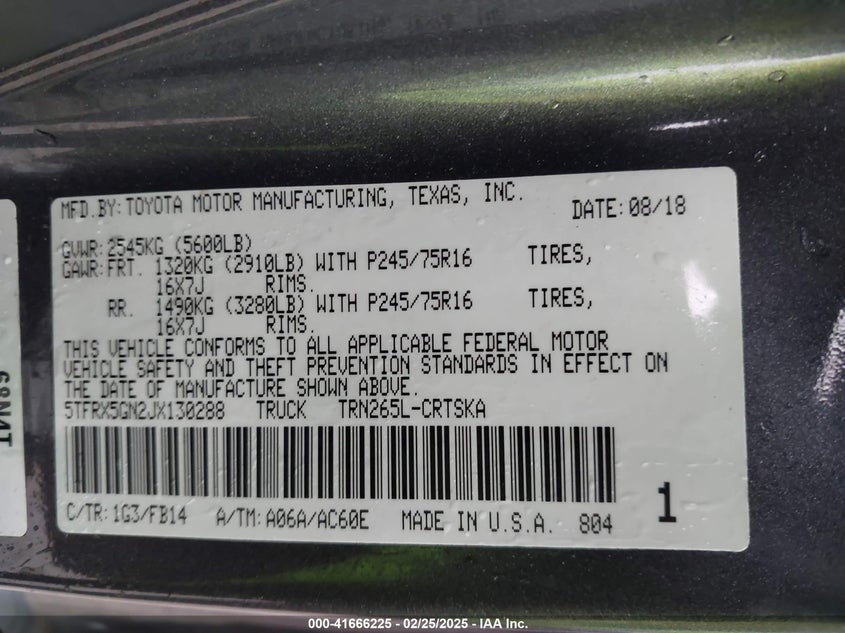 MFD.BY: TOYOTA MOTOR MANUFACTURING, TEXAS, INC.
DATE: 08/18
GVWR: 2545KG (5600LB)
GAWR: FRT. 1320KG (2910LB) WITH P245/75R16 TIRES,
16X7J RIMS.
RR. 1490KG (3280LB) WITH P245/75R16 TIRES,
16X7J RIMS.
THIS VEHICLE CONFORMS TO ALL APPLICABLE FEDERAL MOTOR
VEHICLE SAFETY AND THEFT PREVENTION STANDARDS IN EFFECT ON
THE DATE OF MANUFACTURE SHOWN ABOVE.
5TFRX5GN2JX130288 TRUCK TRN265L-CRTSKA
C/TR: 1G3/FB14 A/TM: A06A/AC60E MADE IN U.S.A. 804
1
000-41666225 - 02/25/2025 - IAA Inc.